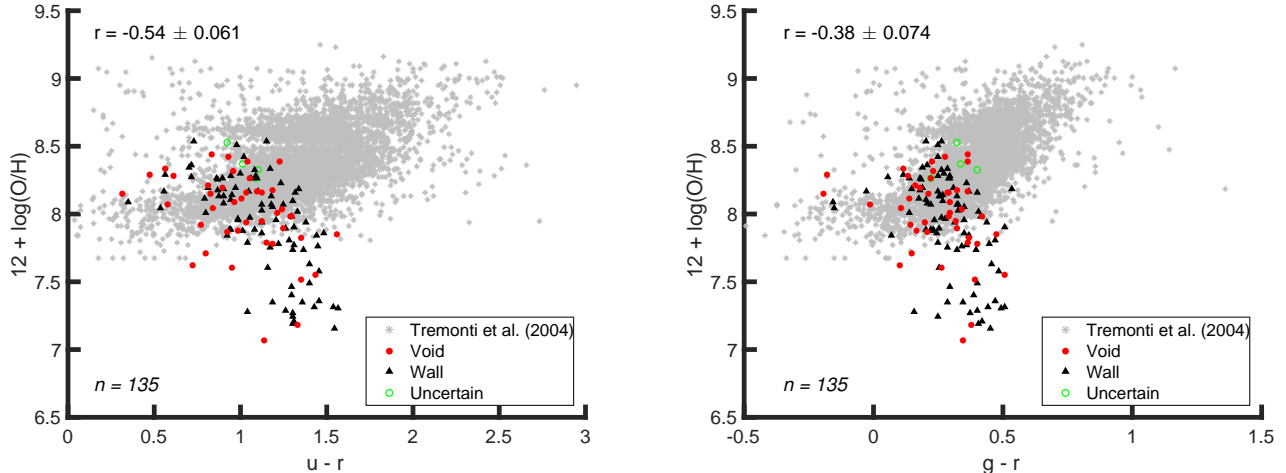 r = -0.54 ± 0.061
12 + log(O/H)
9.5
9
8.5
8
7.5
7
6.5
n = 135
Tremonti et al. (2004)
Void
Wall
Uncertain
0 0.5 1 1.5 2 2.5 3
u - r
r = -0.38 ± 0.074
12 + log(O/H)
9.5
9
8.5
8
7.5
7
6.5
n = 135
Tremonti et al. (2004)
Void
Wall
Uncertain
-0.5 0 0.5 1 1.5
g - r